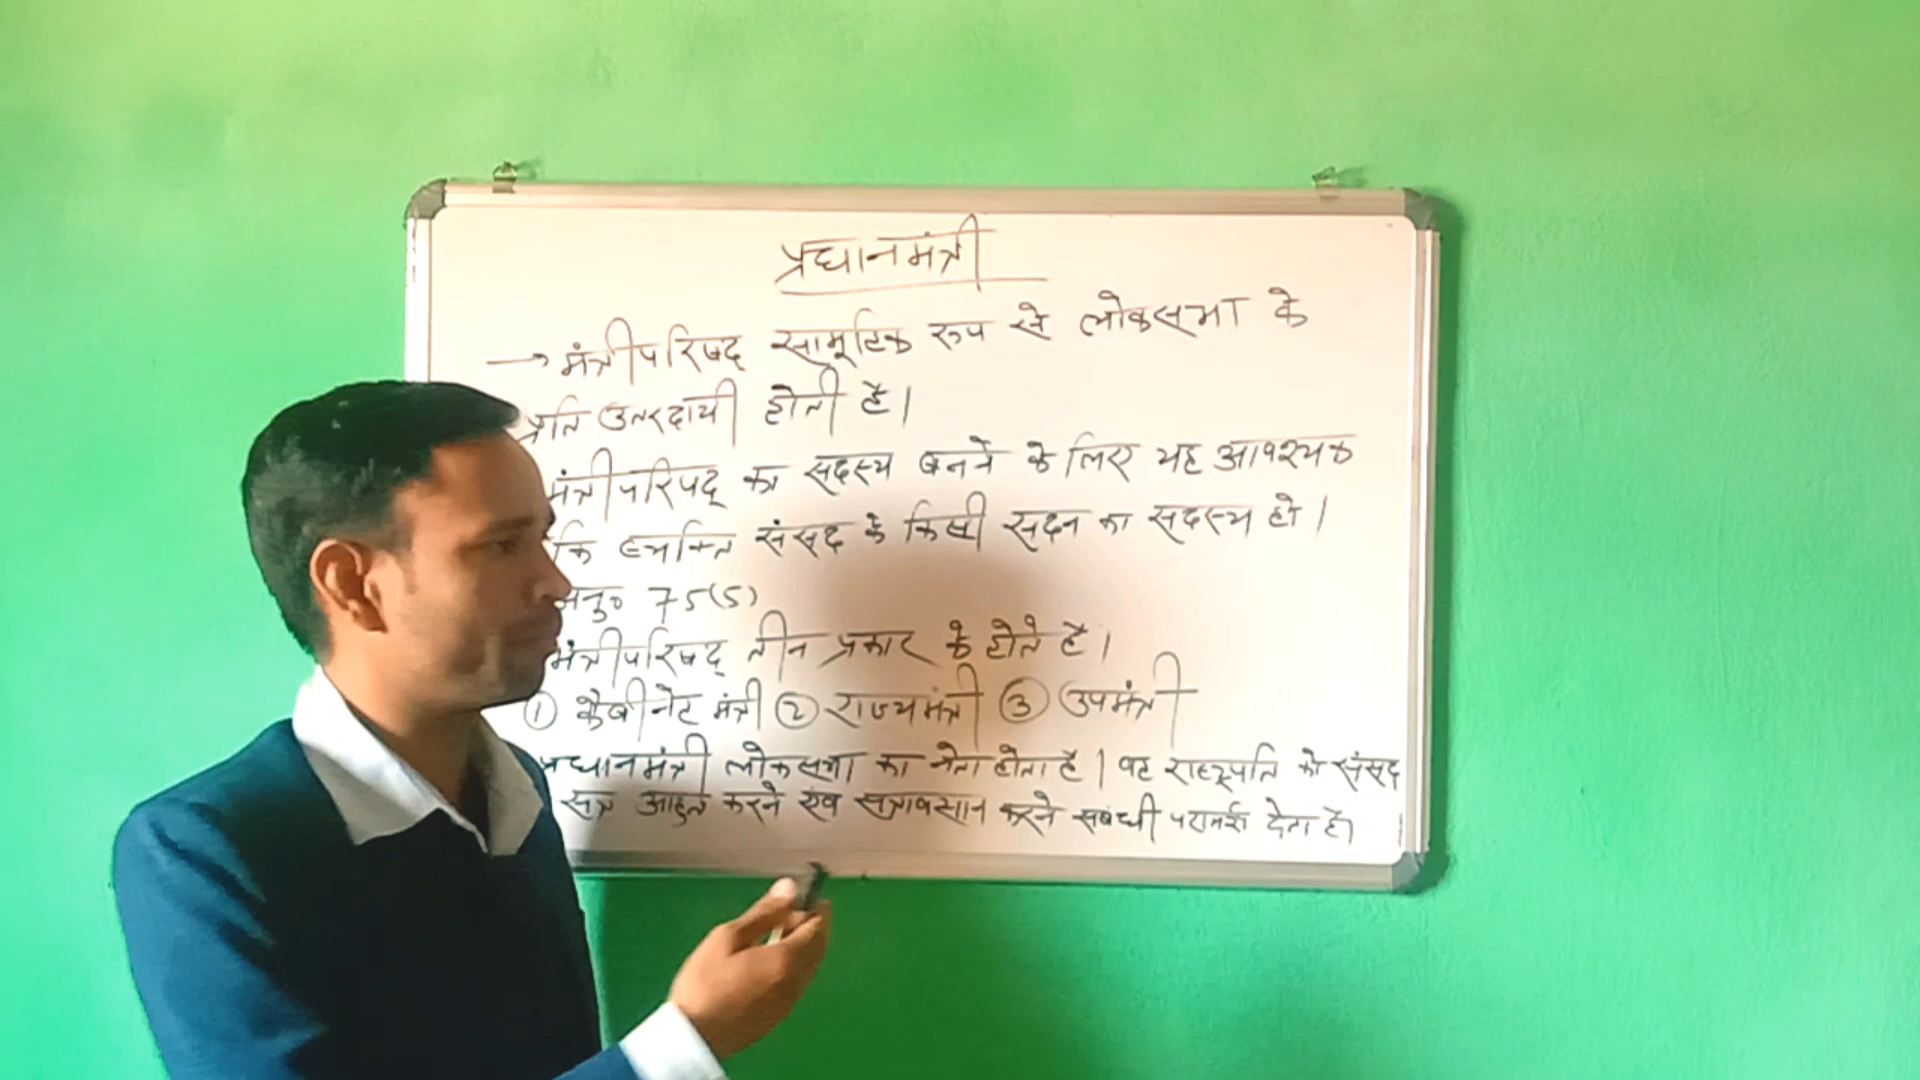 प्रधानमंत्री
→ मंत्रीपरिषद् सामूहिक रूप से लोकसभा के
प्रति उत्तरदायी होती है।
मंत्रीपरिषद् का सदस्य बनने के लिए यह आवश्यक
कि व्यक्ति संसद के किसी सदन का सदस्य हो।
अनु० 75(5)
मंत्रीपरिषद् तीन प्रकार के होते है।
① कैबीनेट मंत्री ② राज्यमंत्री ③ उपमंत्री
प्रधानमंत्री लोकसभा का नेता होता है। वह राष्ट्रपति को संसद
सत्र आहुत करने एवं सत्रावसान करने संबंधी परामर्श देता है।